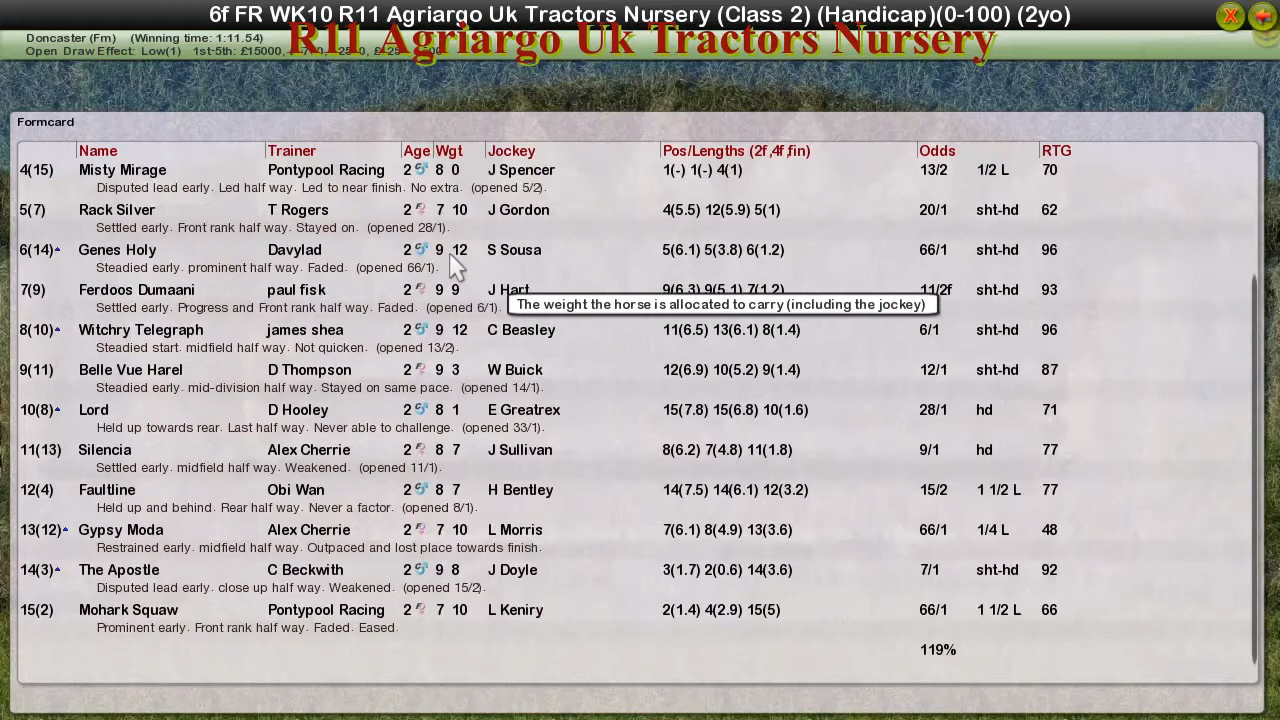 6f FR WK10 R11 Agriargo Uk Tractors Nursery (Class 2) (Handicap)(0-100) (2yo)
R11 Agriargo Uk Tractors Nursery
Doncaster (Fm) (Winning time: 1:11.54)
Open Draw Effect: Low(1) 1st-5th: £15000,
Formcard
Name Trainer Age Wgt Jockey Pos/Lengths (2f,4f,fin) Odds RTG
4(15) Misty Mirage Pontypool Racing 2 8 0 J Spencer 1(-) 1(-) 4(1) 13/2 1/2 L 70
Disputed lead early. Led half way. Led to near finish. No extra. (opened 5/2).
5(7) Rack Silver T Rogers 2 7 10 J Gordon 4(5.5) 12(5.9) 5(1) 20/1 sht-hd 62
Settled early. Front rank half way. Stayed on. (opened 28/1).
6(14) Genes Holy Davylad 2 9 12 S Sousa 5(6.1) 5(3.8) 6(1.2) 66/1 sht-hd 96
Steadied early. prominent half way. Faded. (opened 66/1).
7(9) Ferdoos Dumaani paul fisk 2 9 9 J Hart 9(6.3) 9(5.1) 7(1.2) 11/2f sht-hd 93
The weight the horse is allocated to carry (including the jockey)
Settled early. Progress and Front rank half way. Faded. (opened 6/1).
8(10) Witchry Telegraph james shea 2 9 12 C Beasley 11(6.5) 13(6.1) 8(1.4) 6/1 sht-hd 96
Steadied start. midfield half way. Not quicken. (opened 13/2).
9(11) Belle Vue Harel D Thompson 2 9 3 W Buick 12(6.9) 10(5.2) 9(1.4) 12/1 sht-hd 87
Steadied early. mid-division half way. Stayed on same pace. (opened 14/1).
10(8) Lord D Hooley 2 8 1 E Greatrex 15(7.8) 15(6.8) 10(1.6) 28/1 hd 71
Held up towards rear. Last half way. Never able to challenge. (opened 33/1).
11(13) Silencia Alex Cherrie 2 8 7 J Sullivan 8(6.2) 7(4.8) 11(1.8) 9/1 hd 77
Settled early. midfield half way. Weakened. (opened 11/1).
12(4) Faultline Obi Wan 2 8 7 H Bentley 14(7.5) 14(6.1) 12(3.2) 15/2 1 1/2 L 77
Held up and behind. Rear half way. Never a factor. (opened 8/1).
13(12) Gypsy Moda Alex Cherrie 2 7 10 L Morris 7(6.1) 8(4.9) 13(3.6) 66/1 1/4 L 48
Restrained early. midfield half way. Outpaced and lost place towards finish.
14(3) The Apostle C Beckwith 2 9 8 J Doyle 3(1.7) 2(0.6) 14(3.6) 7/1 sht-hd 92
Disputed lead early. close up half way. Weakened. (opened 15/2).
15(2) Mohark Squaw Pontypool Racing 2 7 10 L Keniry 2(1.4) 4(2.9) 15(5) 66/1 1 1/2 L 66
Prominent early. Front rank half way. Faded. Eased.
119%